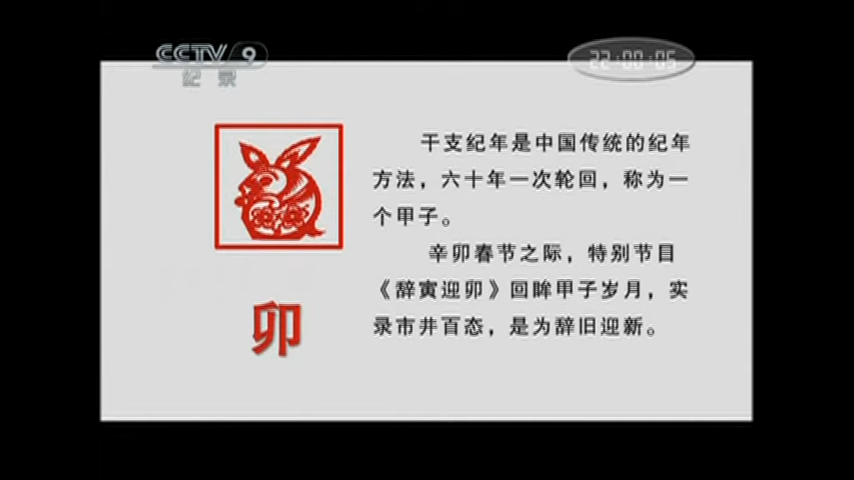 CCTV 9
纪录
22:00:05
干支纪年是中国传统的纪年
方法，六十年一次轮回，称为一
个甲子。
辛卯春节之际，特别节目
《辞寅迎卯》回眸甲子岁月，实
录市井百态，是为辞旧迎新。
卯